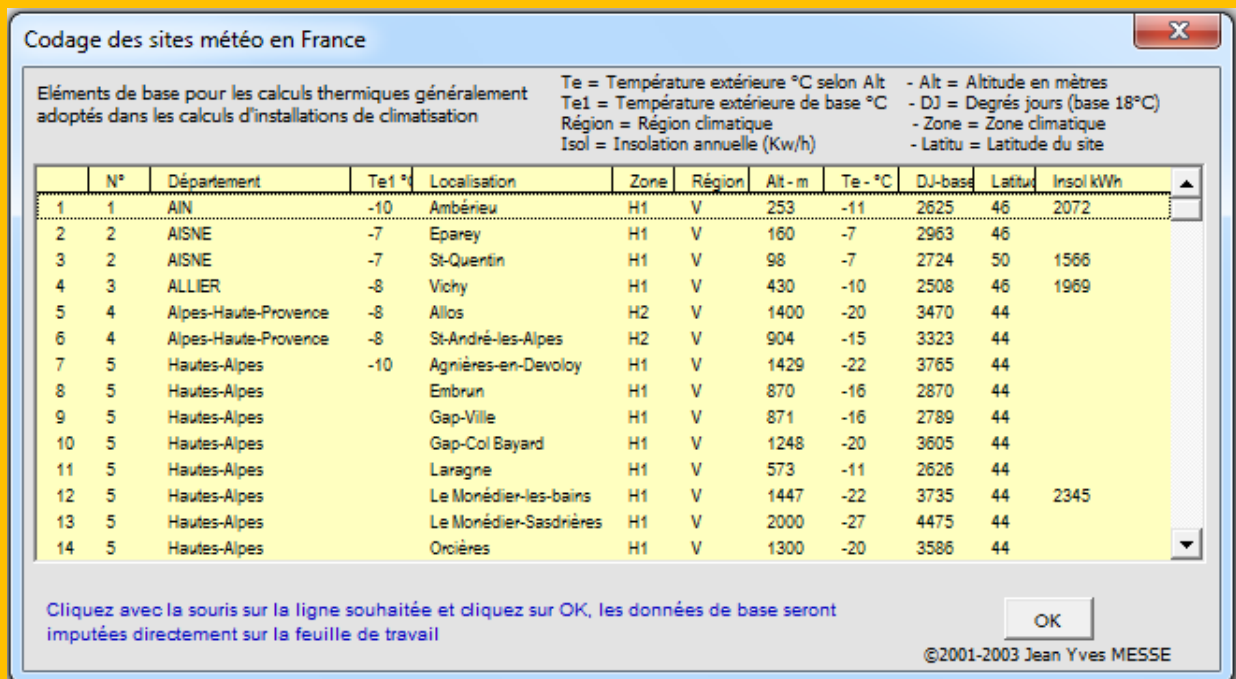 Codage des sites météo en France
Eléments de base pour les calculs thermiques généralement
adoptés dans les calculs d'installations de climatisation
Te = Température extérieure °C selon Alt - Alt = Altitude en mètres
Te1 = Température extérieure de base °C - DJ = Degrés jours (base 18°C)
Région = Région climatique - Zone = Zone climatique
Isol = Insolation annuelle (Kw/h) - Latitu = Latitude du site
N° Département Te1 °( Localisation Zone Région Alt - m Te - °C DJ-base Latitud Insol kWh
1 1 AIN -10 Ambérieu H1 V 253 -11 2625 46 2072
2 2 AISNE -7 Eparey H1 V 160 -7 2963 46
3 2 AISNE -7 St-Quentin H1 V 98 -7 2724 50 1566
4 3 ALLIER -8 Vichy H1 V 430 -10 2508 46 1969
5 4 Alpes-Haute-Provence -8 Allos H2 V 1400 -20 3470 44
6 4 Alpes-Haute-Provence -8 St-André-les-Alpes H2 V 904 -15 3323 44
7 5 Hautes-Alpes -10 Agnières-en-Devoloy H1 V 1429 -22 3765 44
8 5 Hautes-Alpes Embrun H1 V 870 -16 2870 44
9 5 Hautes-Alpes Gap-Ville H1 V 871 -16 2789 44
10 5 Hautes-Alpes Gap-Col Bayard H1 V 1248 -20 3605 44
11 5 Hautes-Alpes Laragne H1 V 573 -11 2626 44
12 5 Hautes-Alpes Le Monédier-les-bains H1 V 1447 -22 3735 44 2345
13 5 Hautes-Alpes Le Monédier-Sasdrières H1 V 2000 -27 4475 44
14 5 Hautes-Alpes Orcières H1 V 1300 -20 3586 44
Cliquez avec la souris sur la ligne souhaitée et cliquez sur OK, les données de base seront
imputées directement sur la feuille de travail
OK
©2001-2003 Jean Yves MESSE